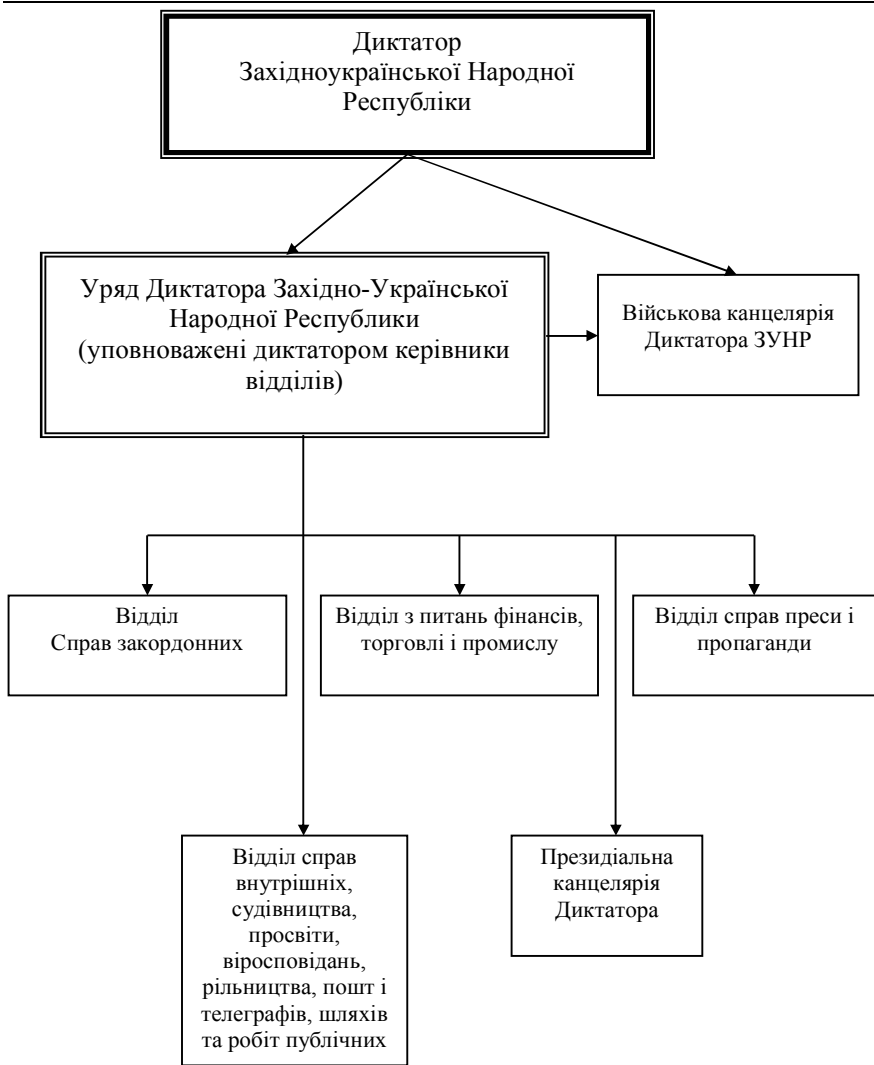 Диктатор
Західноукраїнської Народної
Республіки
Уряд Диктатора Західно-Української
Народної Республики
(уповноважені диктатором керівники
відділів)
Військова канцелярія
Диктатора ЗУНР
Відділ
Справ закордонних
Відділ з питань фінансів,
торговлі і промислу
Відділ справ преси і
пропаганди
Відділ справ
внутрішніх,
судівництва,
просвіти,
віросповідань,
рільництва, пошт і
телеграфів, шляхів
та робіт публічних
Президіальна
канцелярія
Диктатора